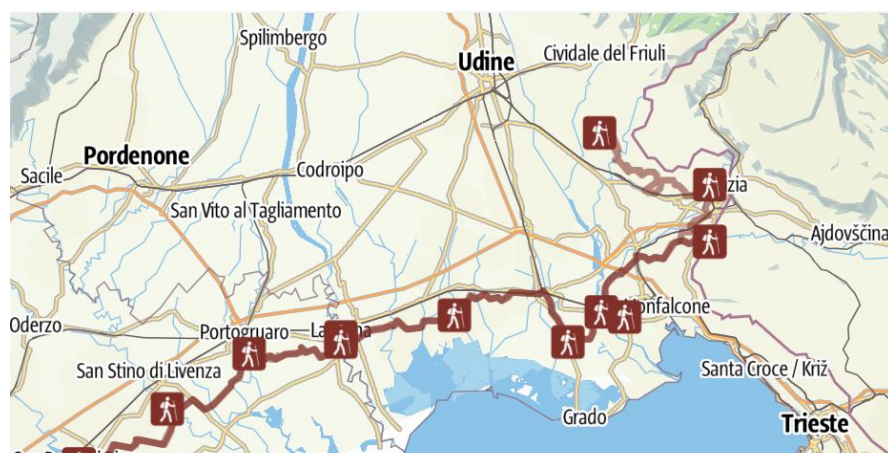 Spilimbergo
Udine
Cividale del Friuli
Pordenone
Sacile
Codroipo
San Vito al Tagliamento
Ajdovščina
Oderzo
Portogruaro
San Stino di Livenza
Santa Croce / Križ
Grado
Trieste